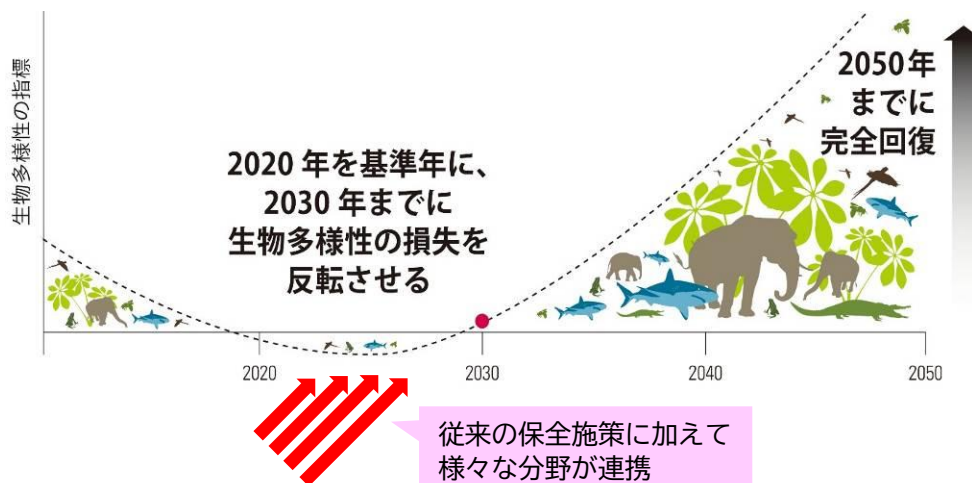 生物多様性の指標
2020 年を基準年に、
2030 年までに
生物多様性の損失を
反転させる
2050年
までに
完全回復
2020
2030
2040
2050
従来の保全施策に加えて
様々な分野が連携